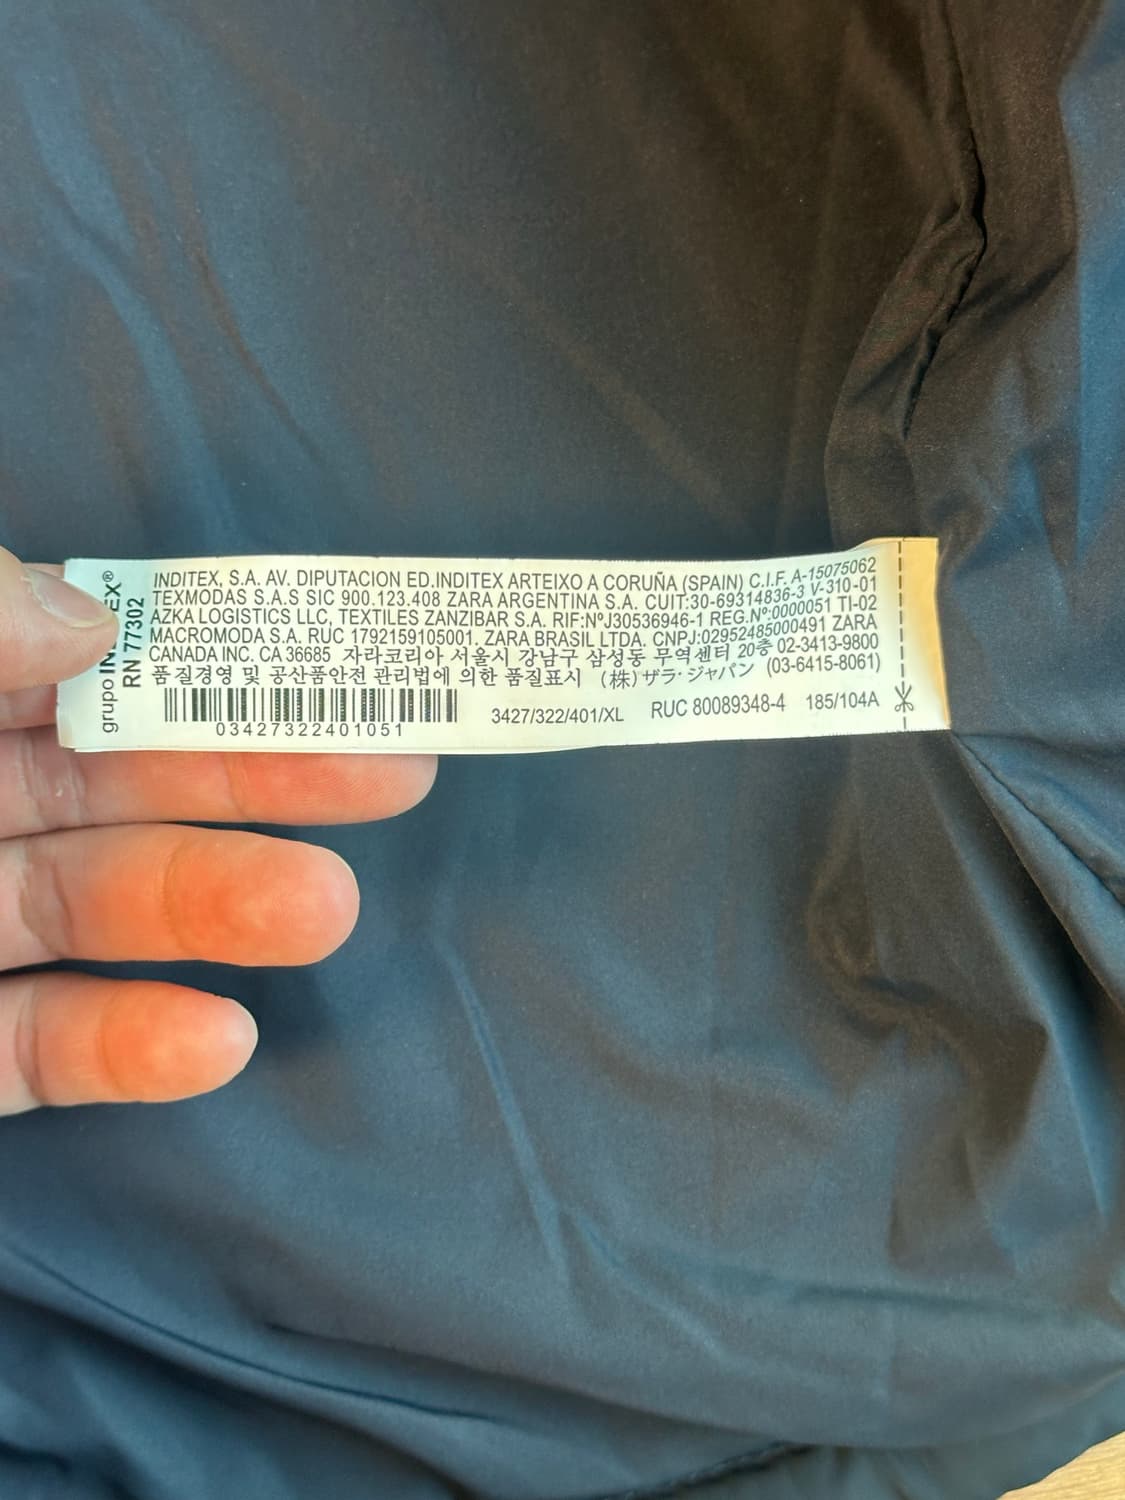 grupo IN EX®
RN 77302
INDITEX, S.A. AV. DIPUTACION ED.INDITEX ARTEIXO A CORUÑA (SPAIN) C.I.F. A-15075062
TEXMODAS S.A.S SIC 900.123.408 ZARA ARGENTINA S.A. CUIT:30-69314836-3 V-310-01
AZKA LOGISTICS LLC, TEXTILES ZANZIBAR S.A. RIF:NºJ30536946-1 REG.Nº:0000051 TI-02
MACROMODA S.A. RUC 1792159105001. ZARA BRASIL LTDA. CNPJ:02952485000491 ZARA
CANADA INC. CA 36685 자라코리아 서울시 강남구 삼성동 무역센터 20층 02-3413-9800
품질경영 및 공산품안전 관리법에 의한 품질표시 (株)ザラ・ジャパン (03-6415-8061)
03427322401051
3427/322/401/XL RUC 80089348-4 185/104A